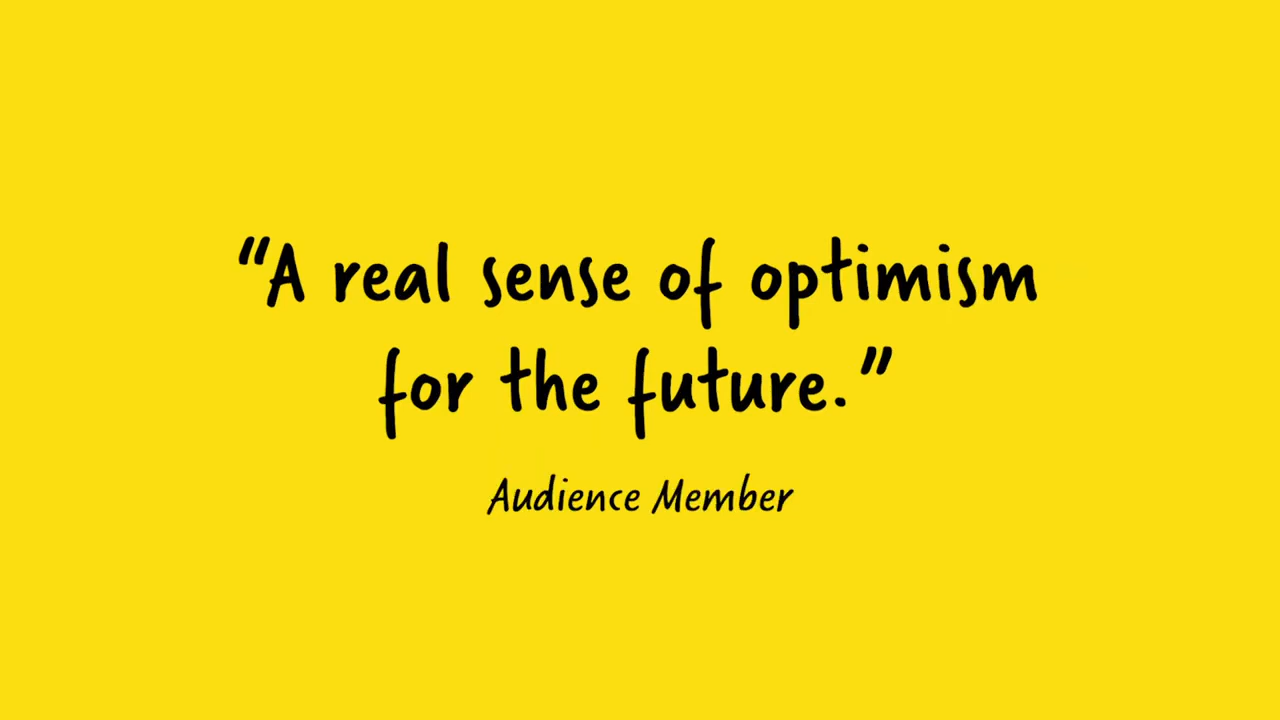 “A real sense of optimism
for the future.”
Audience Member